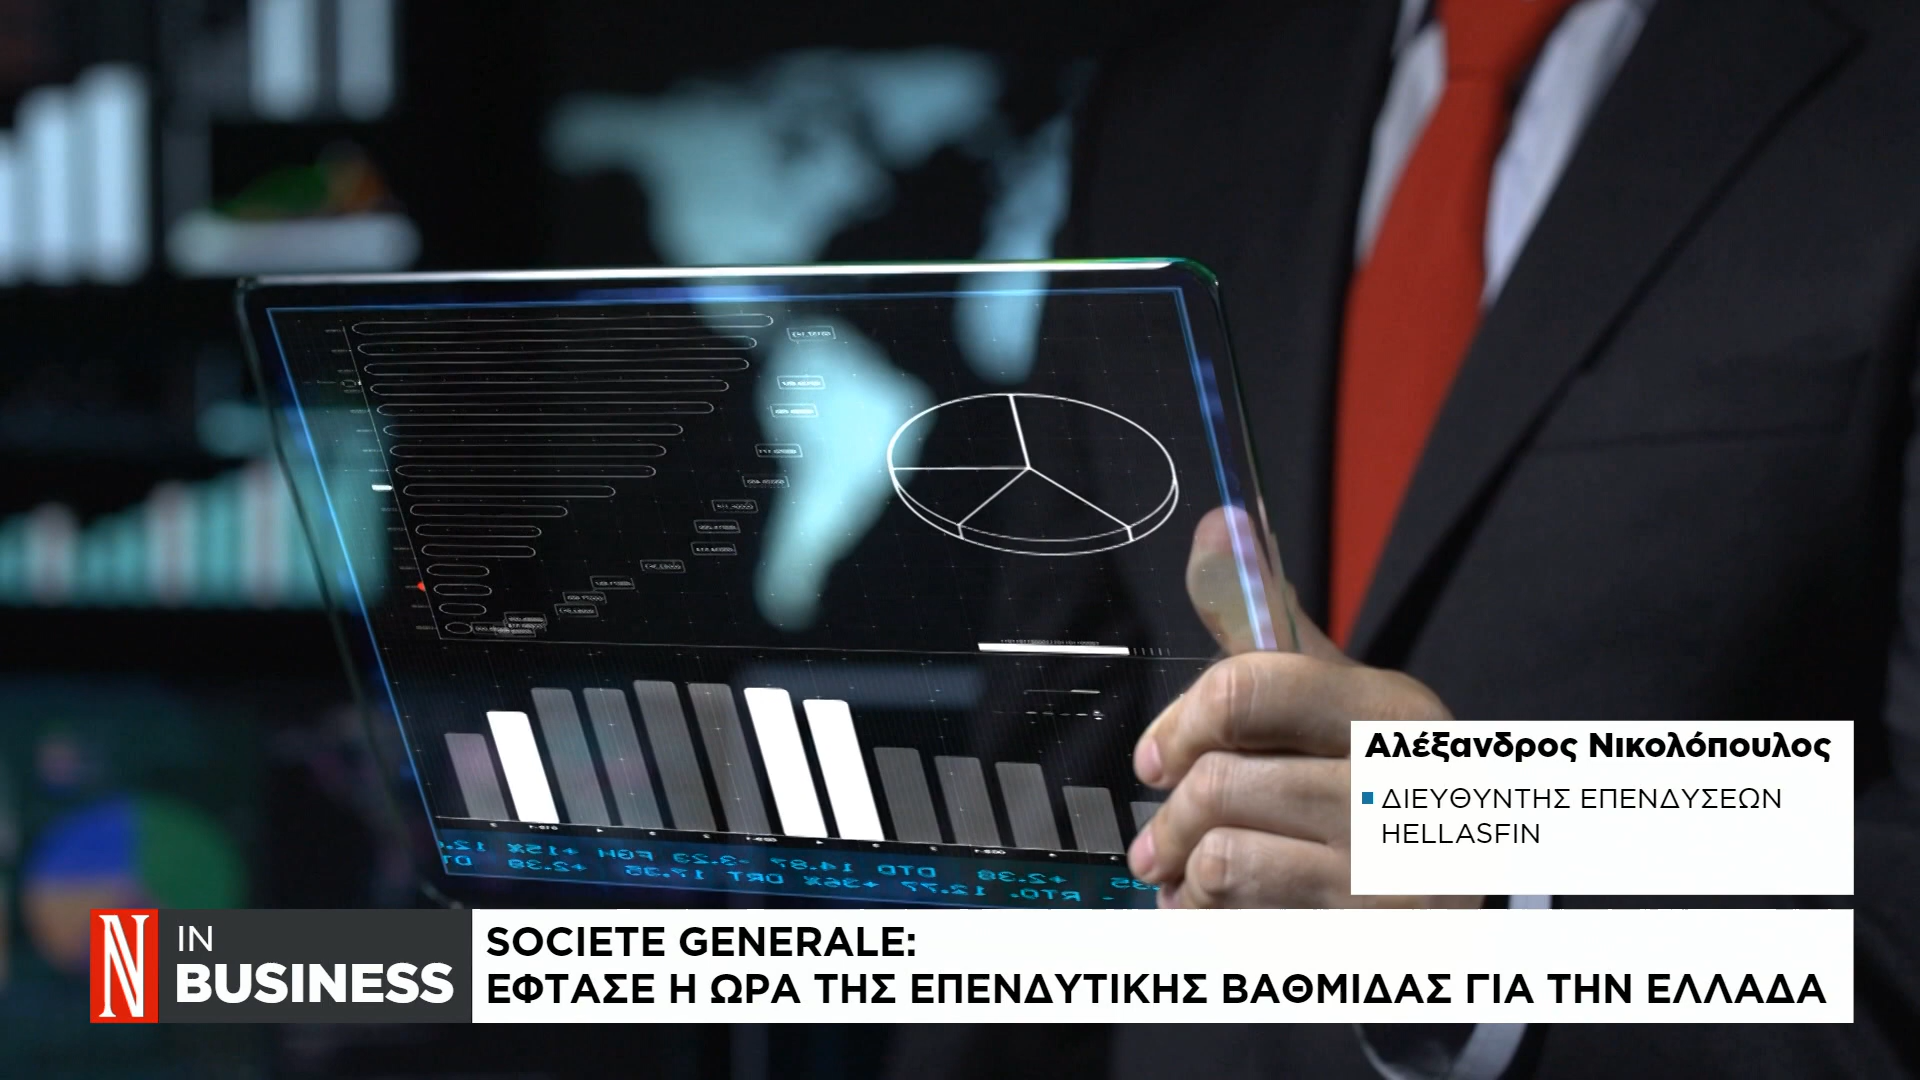 Αλέξανδρος Νικολόπουλος
ΔΙΕΥΘΥΝΤΗΣ ΕΠΕΝΔΥΣΕΩΝ
HELLASFIN
N IN
BUSINESS
SOCIETE GENERALE:
ΕΦΤΑΣΕ Η ΩΡΑ ΤΗΣ ΕΠΕΝΔΥΤΙΚΗΣ ΒΑΘΜΙΔΑΣ ΓΙΑ ΤΗΝ ΕΛΛΑΔΑ